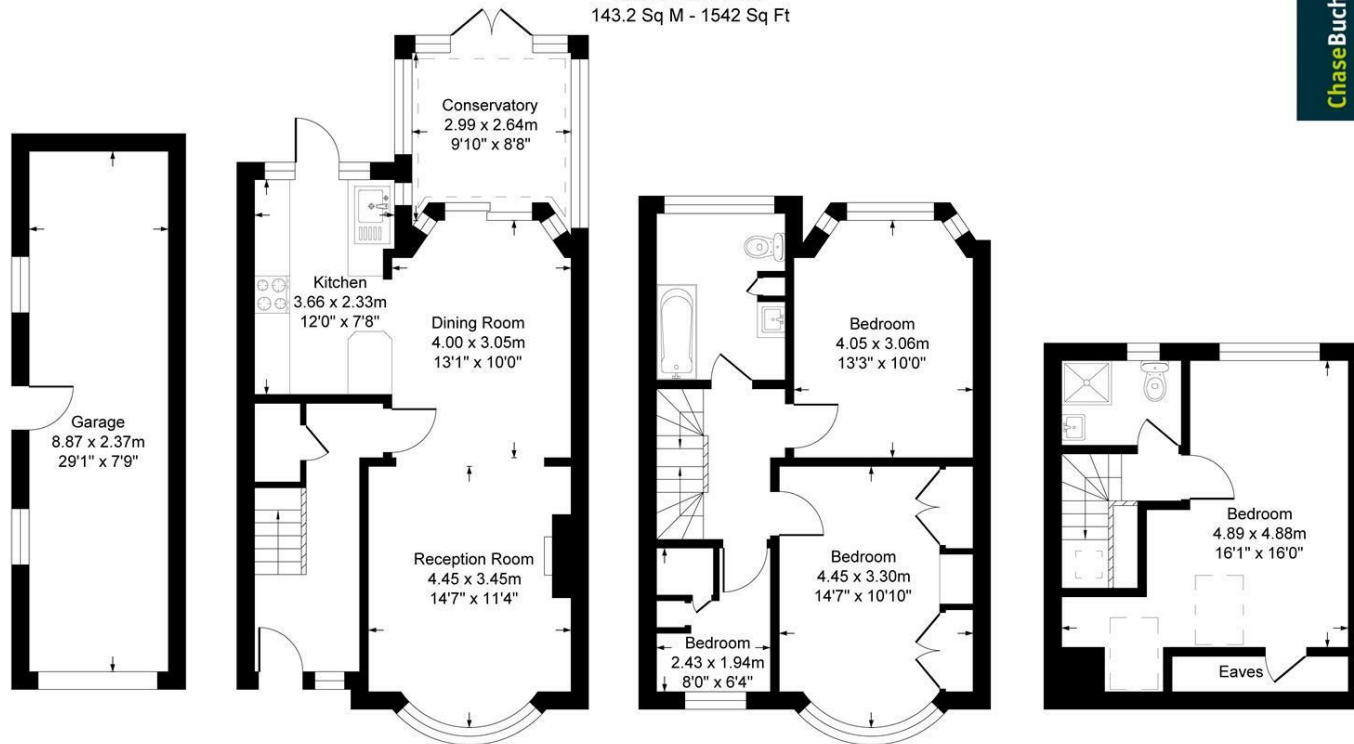 143.2 Sq M - 1542 Sq Ft
ChaseBuch
Conservatory
2.99 x 2.64m
9'10" x 8'8"
Kitchen
3.66 x 2.33m
12'0" x 7'8"
Dining Room
4.00 x 3.05m
13'1" x 10'0"
Garage
8.87 x 2.37m
29'1" x 7'9"
Reception Room
4.45 x 3.45m
14'7" x 11'4"
Bedroom
4.05 x 3.06m
13'3" x 10'0"
Bedroom
4.45 x 3.30m
14'7" x 10'10"
Bedroom
2.43 x 1.94m
8'0" x 6'4"
Bedroom
4.89 x 4.88m
16'1" x 16'0"
Eaves